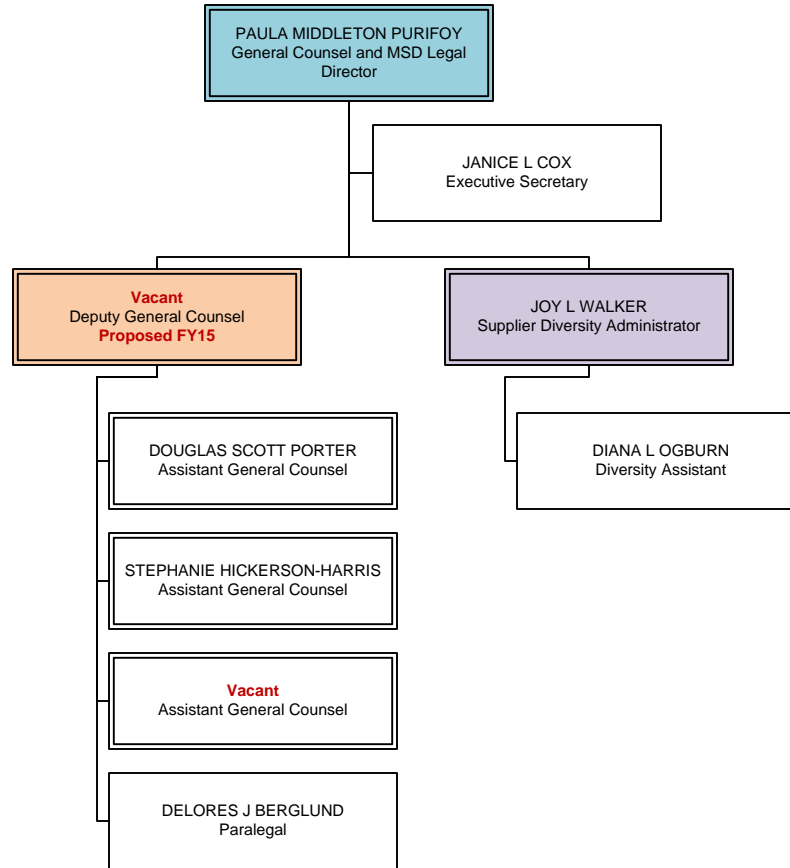 PAULA MIDDLETON PURIFOY
General Counsel and MSD Legal
Director
JANICE L COX
Executive Secretary
Vacant
Deputy General Counsel
Proposed FY15
JOY L WALKER
Supplier Diversity Administrator
DOUGLAS SCOTT PORTER
Assistant General Counsel
DIANA L OGBURN
Diversity Assistant
STEPHANIE HICKERSON-HARRIS
Assistant General Counsel
Vacant
Assistant General Counsel
DELORES J BERGLUND
Paralegal